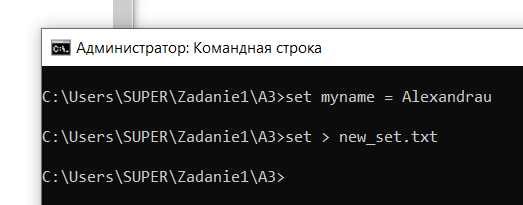 Администратор: Командная строка
C:\Users\SUPER\Zadanie1\A3>set myname = Alexandrau
C:\Users\SUPER\Zadanie1\A3>set > new_set.txt
C:\Users\SUPER\Zadanie1\A3>